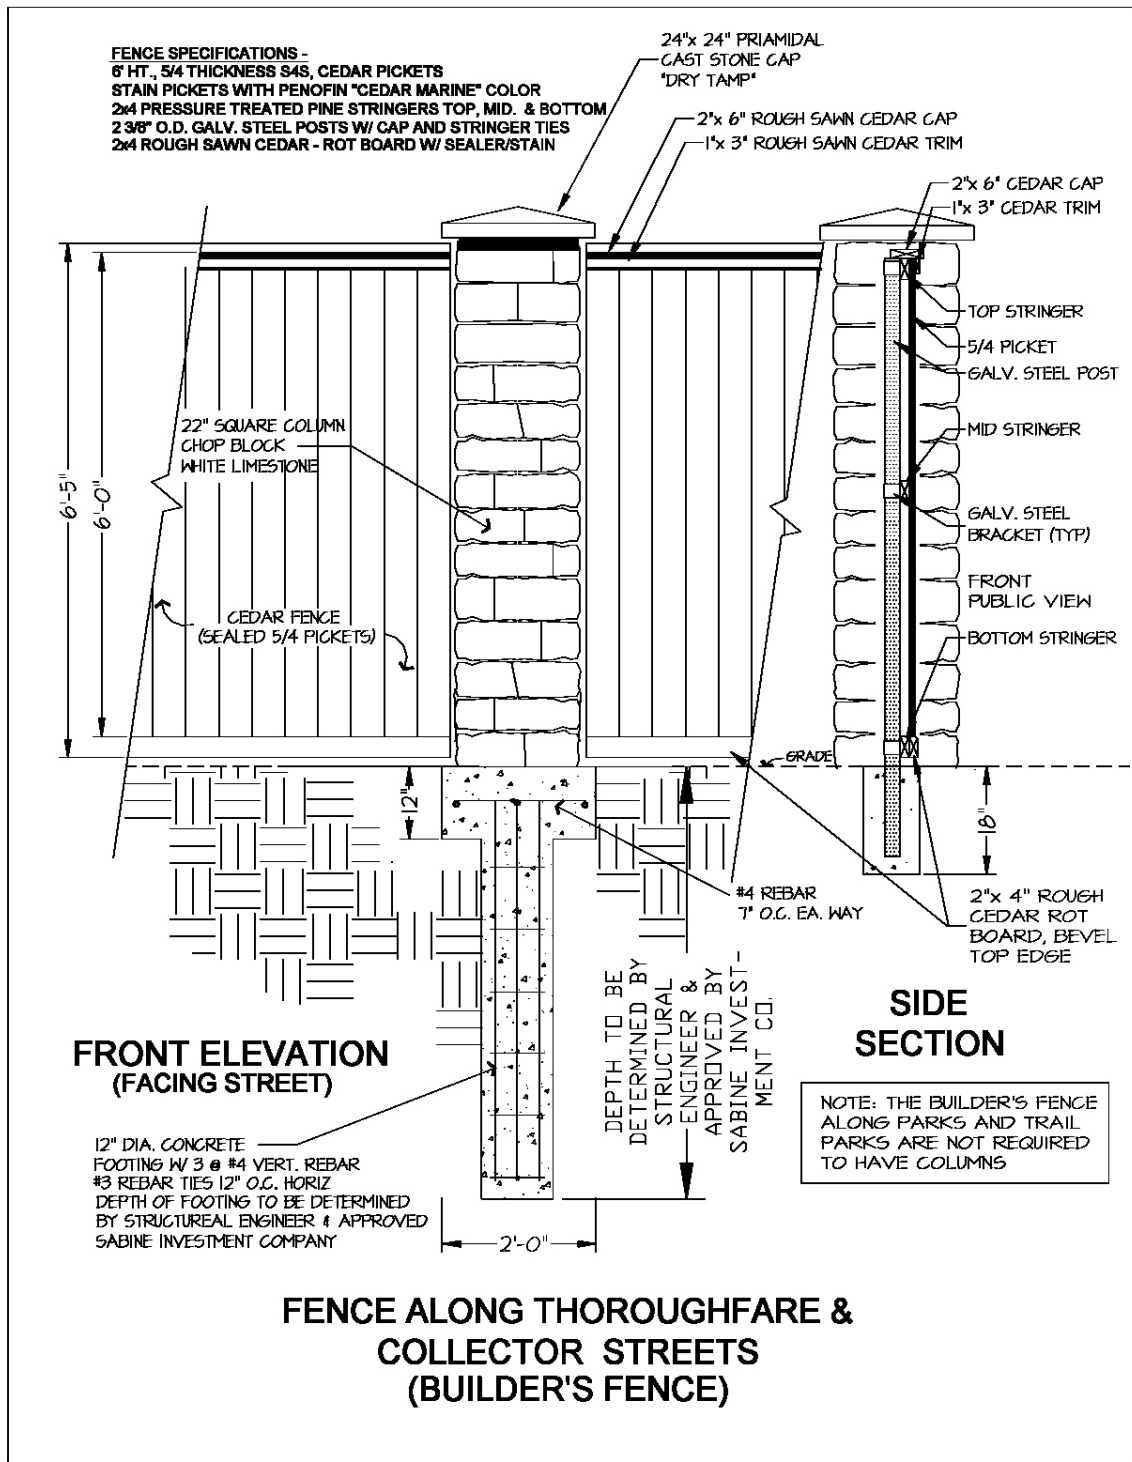 FENCE SPECIFICATIONS -
6' HT., 5/4 THICKNESS S4S, CEDAR PICKETS
STAIN PICKETS WITH PENOFIN "CEDAR MARINE" COLOR
2x4 PRESSURE TREATED PINE STRINGERS TOP, MID. & BOTTOM
2 3/8" O.D. GALV. STEEL POSTS W/ CAP AND STRINGER TIES
2x4 ROUGH SAWN CEDAR - ROT BOARD W/ SEALER/STAIN
24"x 24" PRIAMIDAL
CAST STONE CAP
"DRY TAMP"
2"x 6" ROUGH SAWN CEDAR CAP
1"x 3" ROUGH SAWN CEDAR TRIM
2"x 6" CEDAR CAP
1"x 3" CEDAR TRIM
TOP STRINGER
5/4 PICKET
GALV. STEEL POST
MID STRINGER
GALV. STEEL
BRACKET (TYP)
FRONT
PUBLIC VIEW
BOTTOM STRINGER
22" SQUARE COLUMN
CHOP BLOCK
WHITE LIMESTONE
6'-5"
6'-0"
CEDAR FENCE
(SEALED 5/4 PICKETS)
GRADE
12"
18"
#4 REBAR
7" O.C. EA. WAY
2"x 4" ROUGH
CEDAR ROT
BOARD, BEVEL
TOP EDGE
DEPTH TO BE
DETERMINED BY
STRUCTURAL
ENGINEER &
APPROVED BY
SABINE INVEST-
MENT CO.
FRONT ELEVATION
(FACING STREET)
SIDE
SECTION
NOTE: THE BUILDER'S FENCE
ALONG PARKS AND TRAIL
PARKS ARE NOT REQUIRED
TO HAVE COLUMNS
12" DIA. CONCRETE
FOOTING W/ 3 @ #4 VERT. REBAR
#3 REBAR TIES 12" O.C. HORIZ
DEPTH OF FOOTING TO BE DETERMINED
BY STRUCTUREAL ENGINEER & APPROVED
SABINE INVESTMENT COMPANY
2'-0"
FENCE ALONG THOROUGHFARE &
COLLECTOR STREETS
(BUILDER'S FENCE)